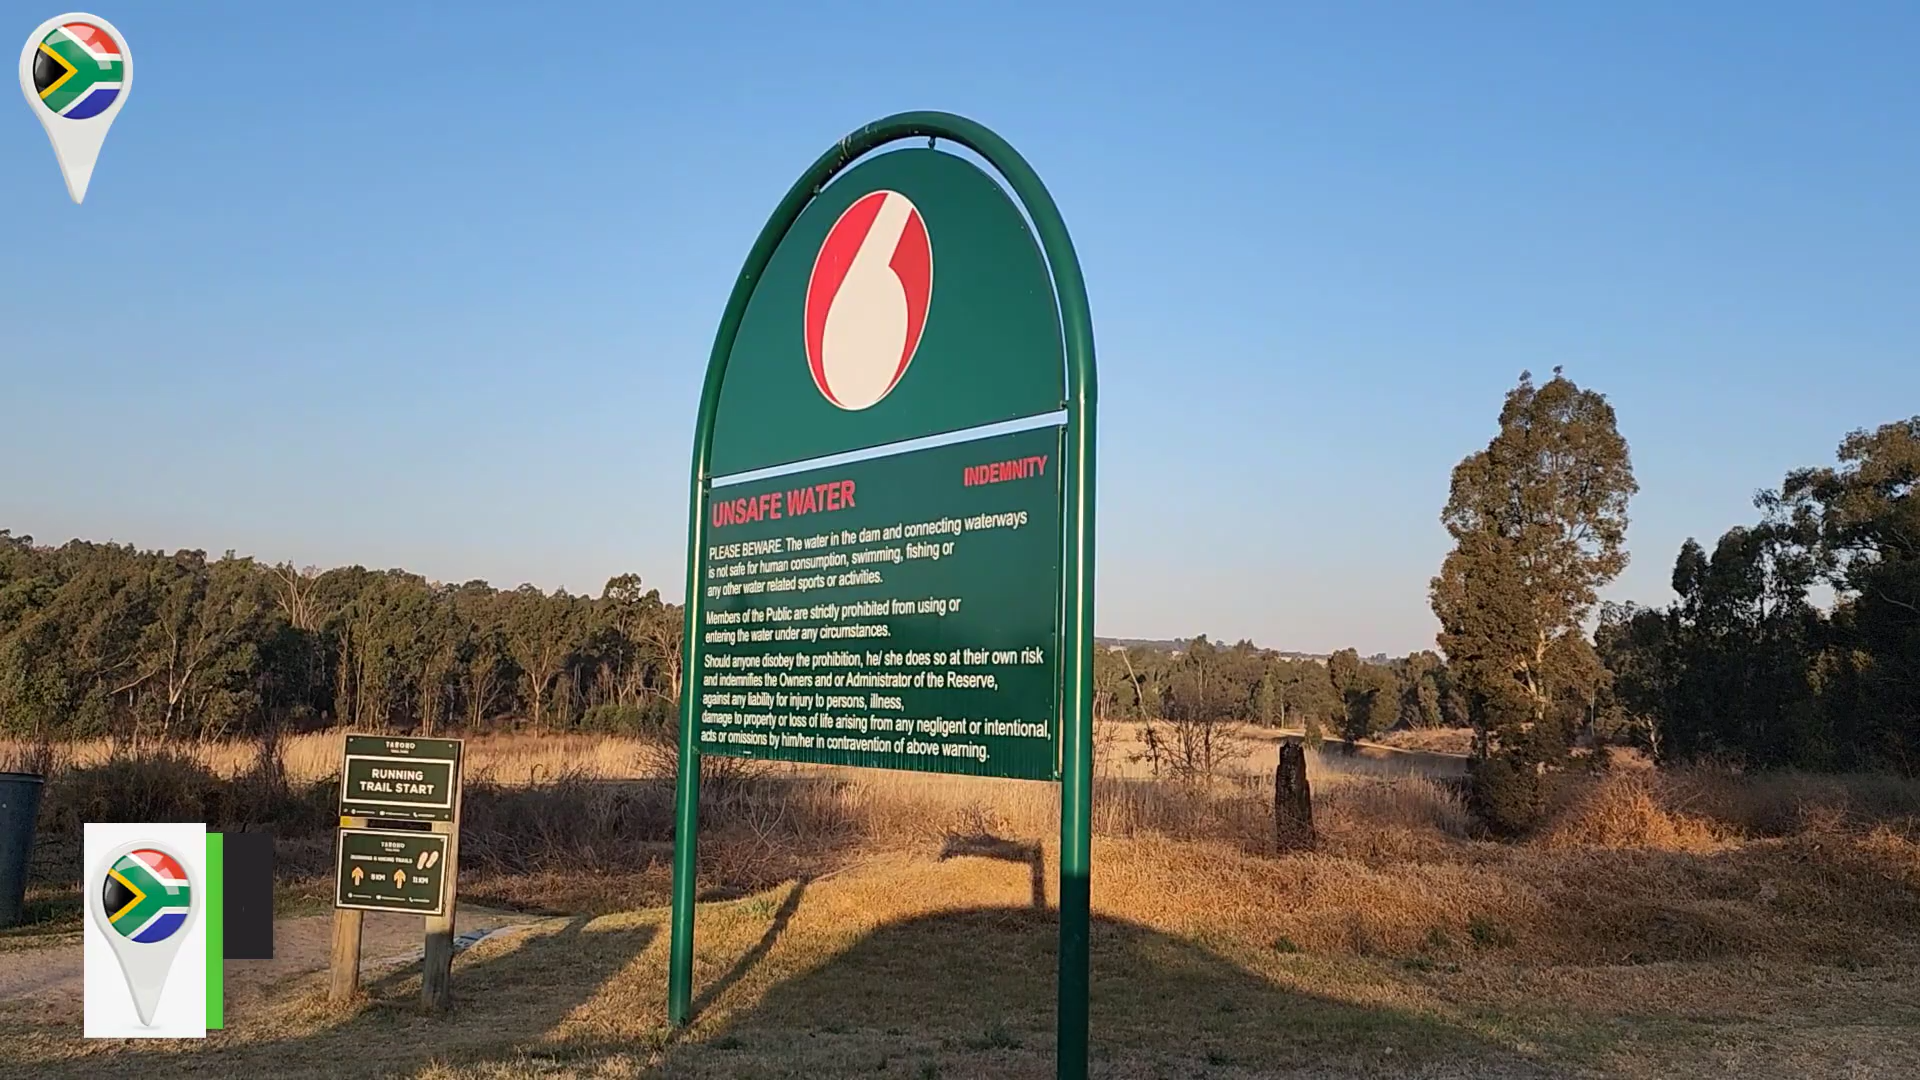 UNSAFE WATER
INDEMNITY
PLEASE BEWARE. The water in the dam and connecting waterways
is not safe for human consumption, swimming, fishing or
any other water related sports or activities.
Members of the Public are strictly prohibited from using or
entering the water under any circumstances.
Should anyone disobey the prohibition, he/ she does so at their own risk
and indemnifies the Owners and or Administrator of the Reserve,
against any liability for injury to persons, illness,
damage to property or loss of life arising from any negligent or intentional,
acts or omissions by him/her in contravention of above warning.
RUNNING
TRAIL START
RUNNING & HIKING TRAILS